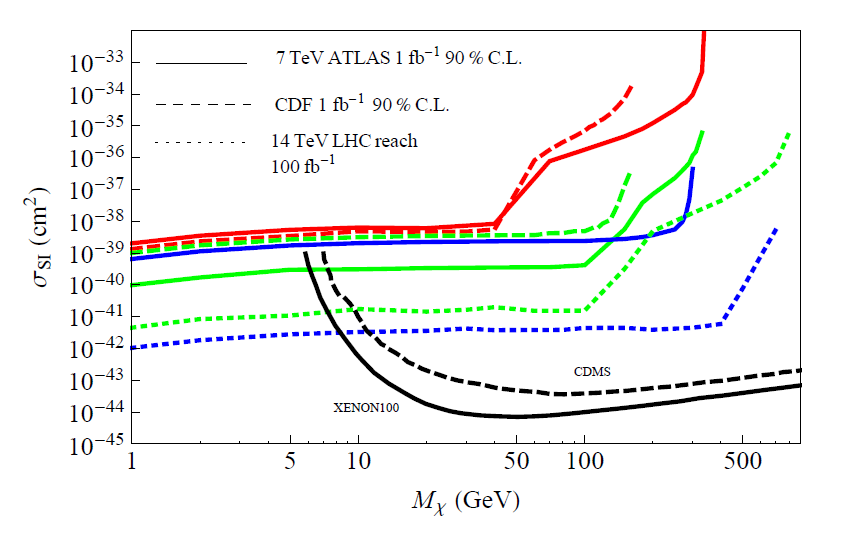 10⁻³³
10⁻³⁴
10⁻³⁵
10⁻³⁶
10⁻³⁷
10⁻³⁸
10⁻³⁹
10⁻⁴⁰
10⁻⁴¹
10⁻⁴²
10⁻⁴³
10⁻⁴⁴
10⁻⁴⁵
σSI (cm²)
7 TeV ATLAS 1 fb⁻¹ 90 % C.L.
CDF 1 fb⁻¹ 90 % C.L.
14 TeV LHC reach
100 fb⁻¹
CDMS
XENON100
1 5 10 50 100 500
Mχ (GeV)